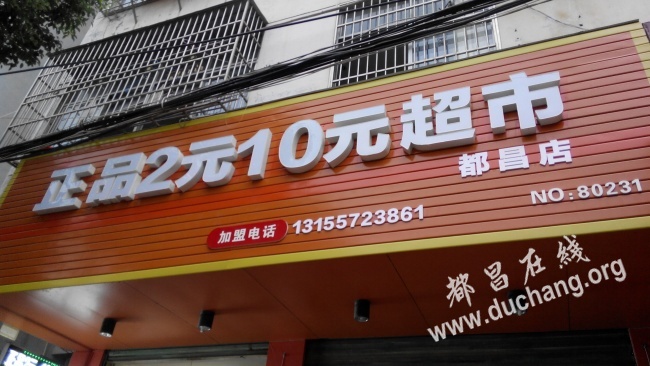 正品2元10元超市
都昌店
加盟电话 13155723861
NO:80231
都昌在线
www.duchang.org